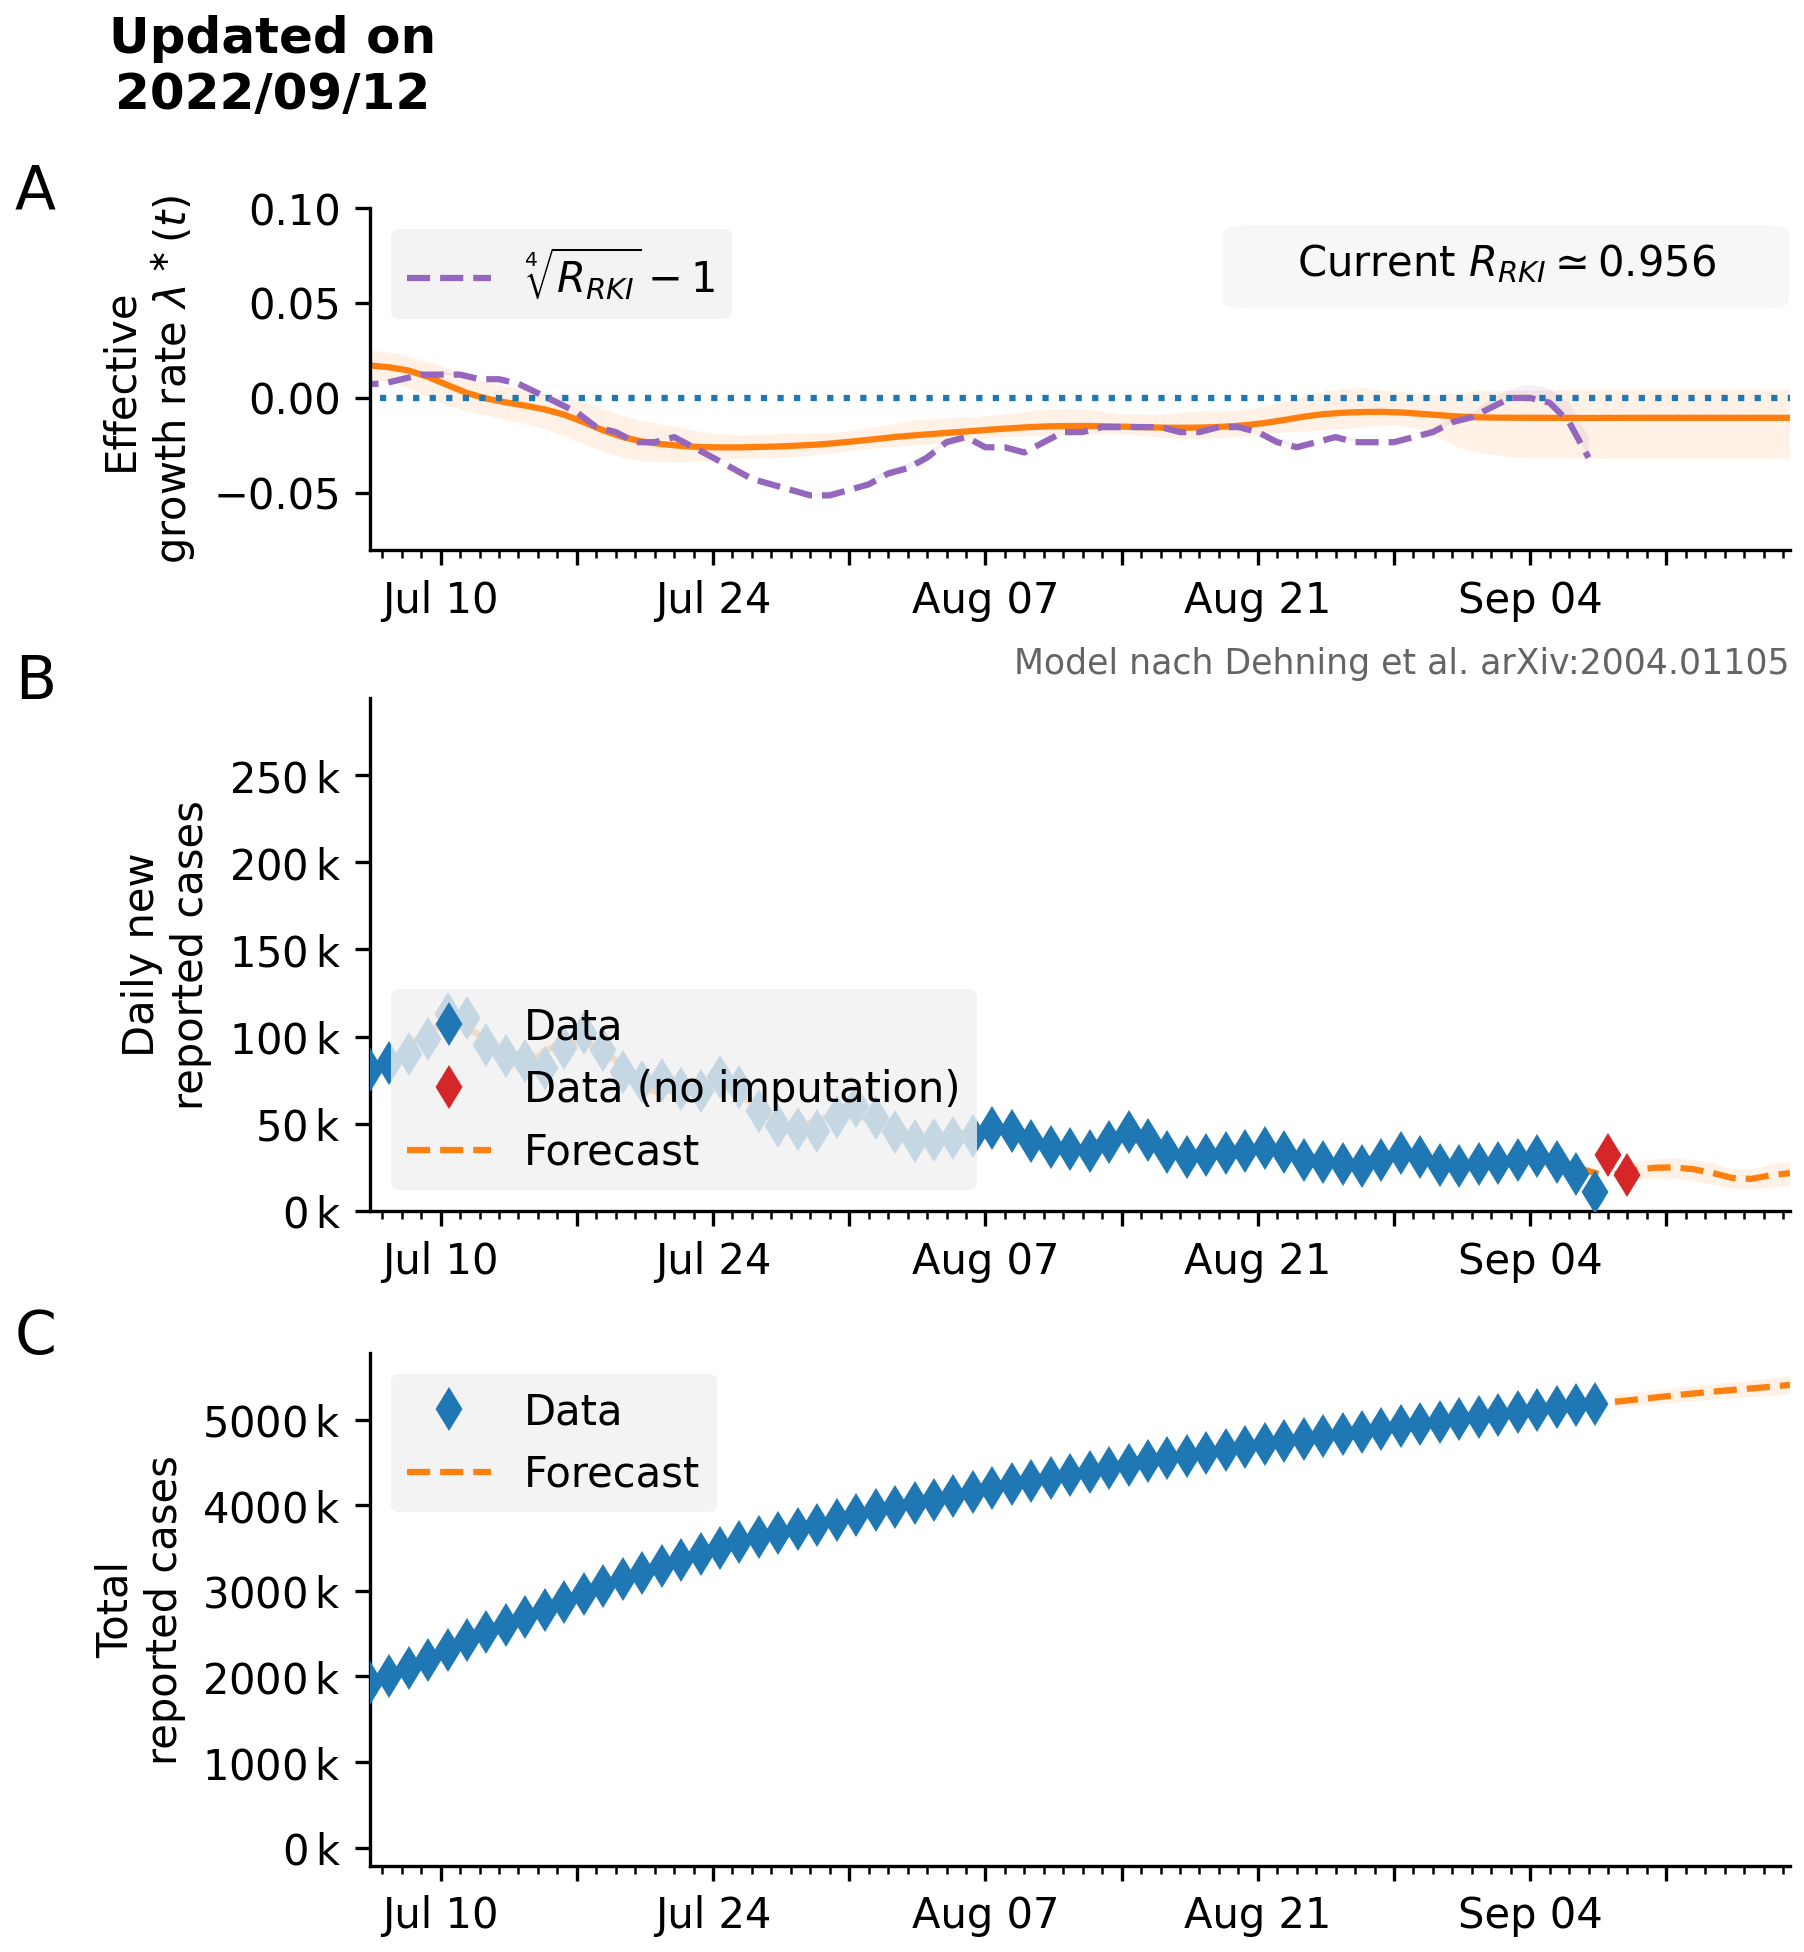 Updated on
2022/09/12
A
Effective
growth rate λ * (t)
0.10
0.05
0.00
−0.05
∜R_RKI − 1
Current R_RKI ≃ 0.956
Jul 10 Jul 24 Aug 07 Aug 21 Sep 04
Model nach Dehning et al. arXiv:2004.01105
B
Daily new
reported cases
250 k
200 k
150 k
100 k
50 k
0 k
Data
Data (no imputation)
Forecast
Jul 10 Jul 24 Aug 07 Aug 21 Sep 04
C
Total
reported cases
5000 k
4000 k
3000 k
2000 k
1000 k
0 k
Data
Forecast
Jul 10 Jul 24 Aug 07 Aug 21 Sep 04